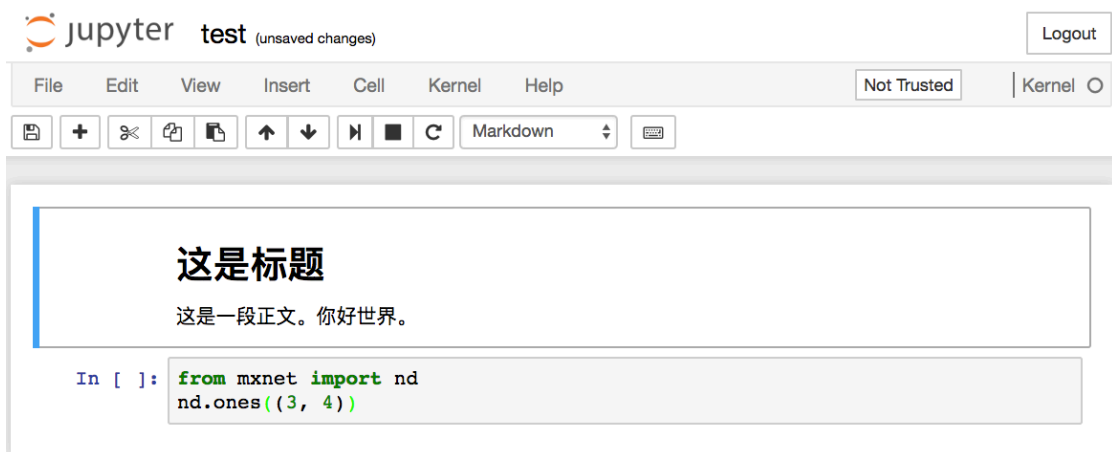 jupyter test (unsaved changes) Logout
File Edit View Insert Cell Kernel Help Not Trusted Kernel
Markdown
这是标题
这是一段正文。你好世界。
In [ ]: from mxnet import nd
nd.ones((3, 4))